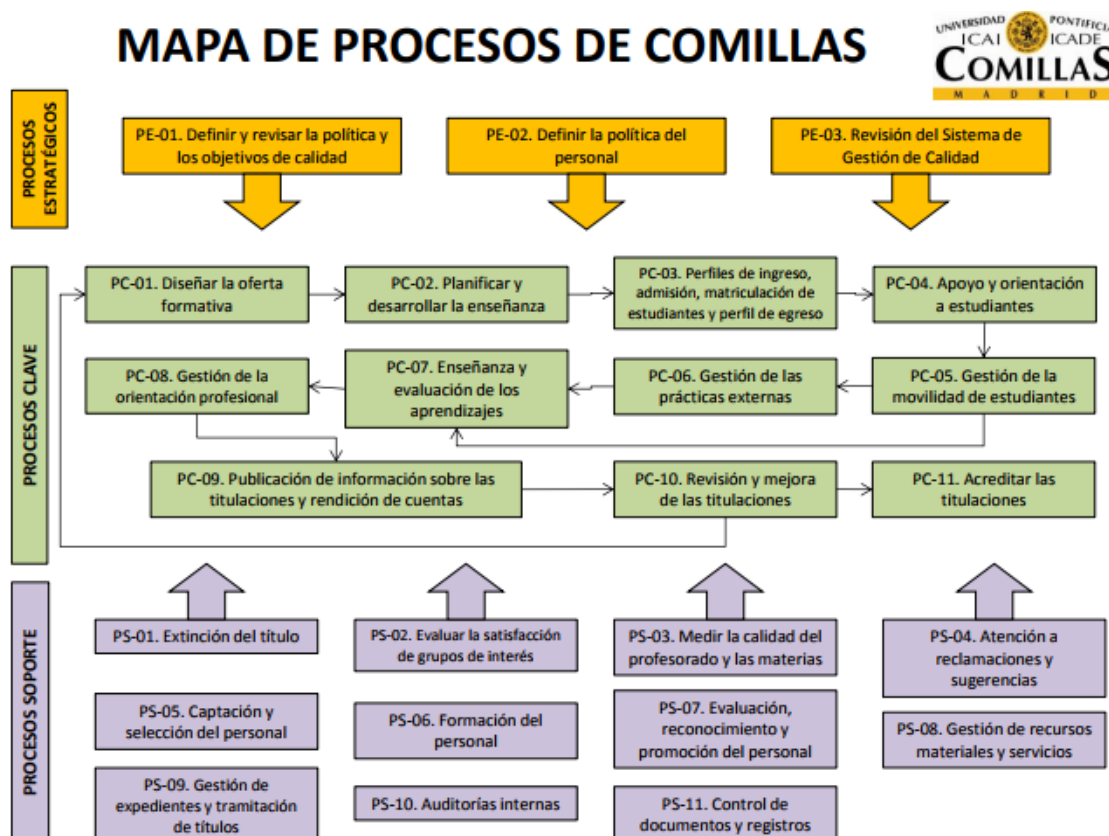 MAPA DE PROCESOS DE COMILLAS
UNIVERSIDAD PONTIFICIA
ICAI ICADE
COMILLAS
MADRID
PROCESOS
ESTRATÉGICOS
PE-01. Definir y revisar la política y
los objetivos de calidad
PE-02. Definir la política del
personal
PE-03. Revisión del Sistema de
Gestión de Calidad
PROCESOS CLAVE
PC-01. Diseñar la oferta
formativa
PC-02. Planificar y
desarrollar la enseñanza
PC-03. Perfiles de ingreso,
admisión, matriculación de
estudiantes y perfil de egreso
PC-04. Apoyo y orientación
a estudiantes
PC-08. Gestión de la
orientación profesional
PC-07. Enseñanza y
evaluación de los
aprendizajes
PC-06. Gestión de las
prácticas externas
PC-05. Gestión de la
movilidad de estudiantes
PC-09. Publicación de información sobre las
titulaciones y rendición de cuentas
PC-10. Revisión y mejora
de las titulaciones
PC-11. Acreditar las
titulaciones
PROCESOS SOPORTE
PS-01. Extinción del título
PS-02. Evaluar la satisfacción
de grupos de interés
PS-03. Medir la calidad del
profesorado y las materias
PS-04. Atención a
reclamaciones y
sugerencias
PS-05. Captación y
selección del personal
PS-06. Formación del
personal
PS-07. Evaluación,
reconocimiento y
promoción del personal
PS-08. Gestión de recursos
materiales y servicios
PS-09. Gestión de
expedientes y tramitación
de títulos
PS-10. Auditorías internas
PS-11. Control de
documentos y registros